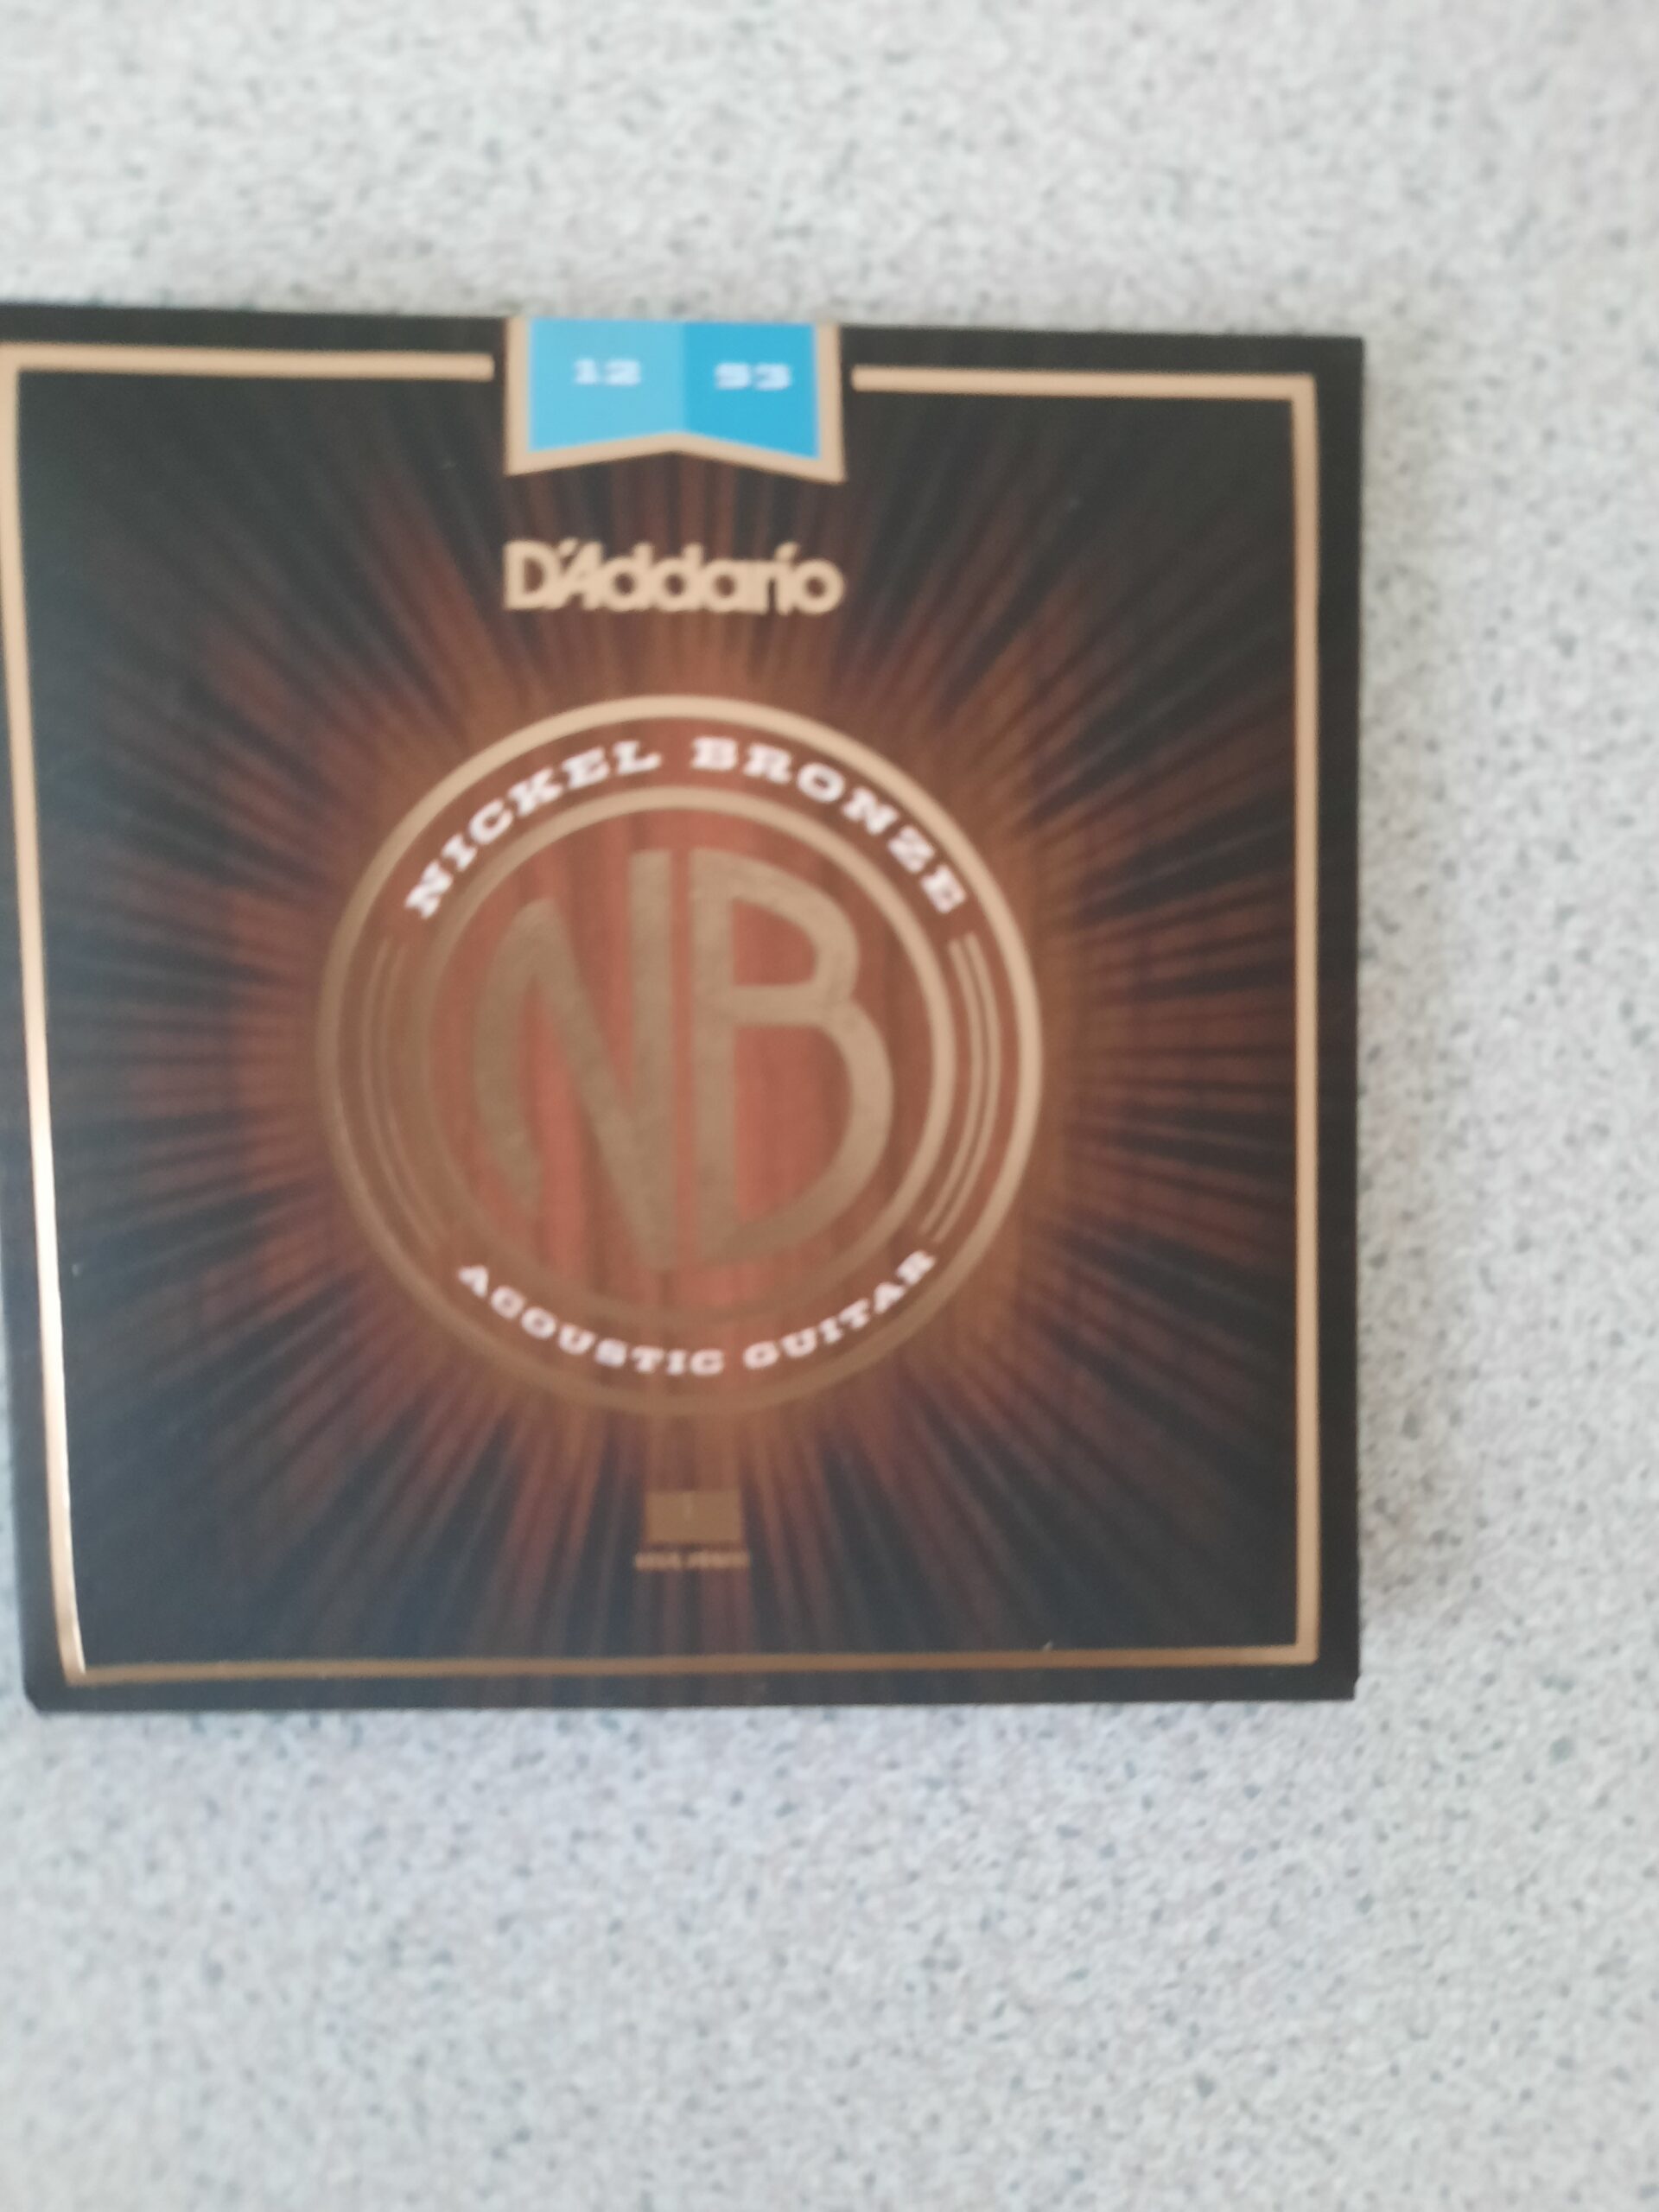 12 53
D'Addario
NICKEL BRONZE
NB
ACOUSTIC GUITAR